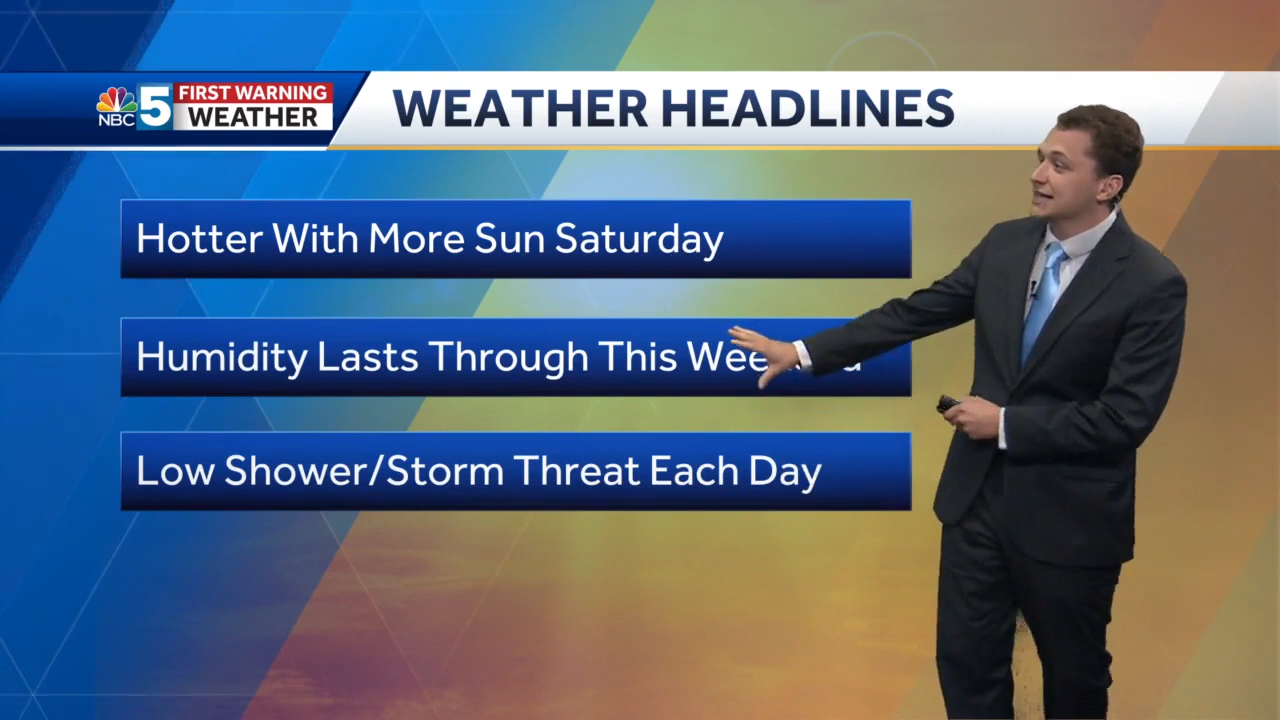 NBC 5 FIRST WARNING
WEATHER
WEATHER HEADLINES
Hotter With More Sun Saturday
Humidity Lasts Through This
Low Shower/Storm Threat Each Day